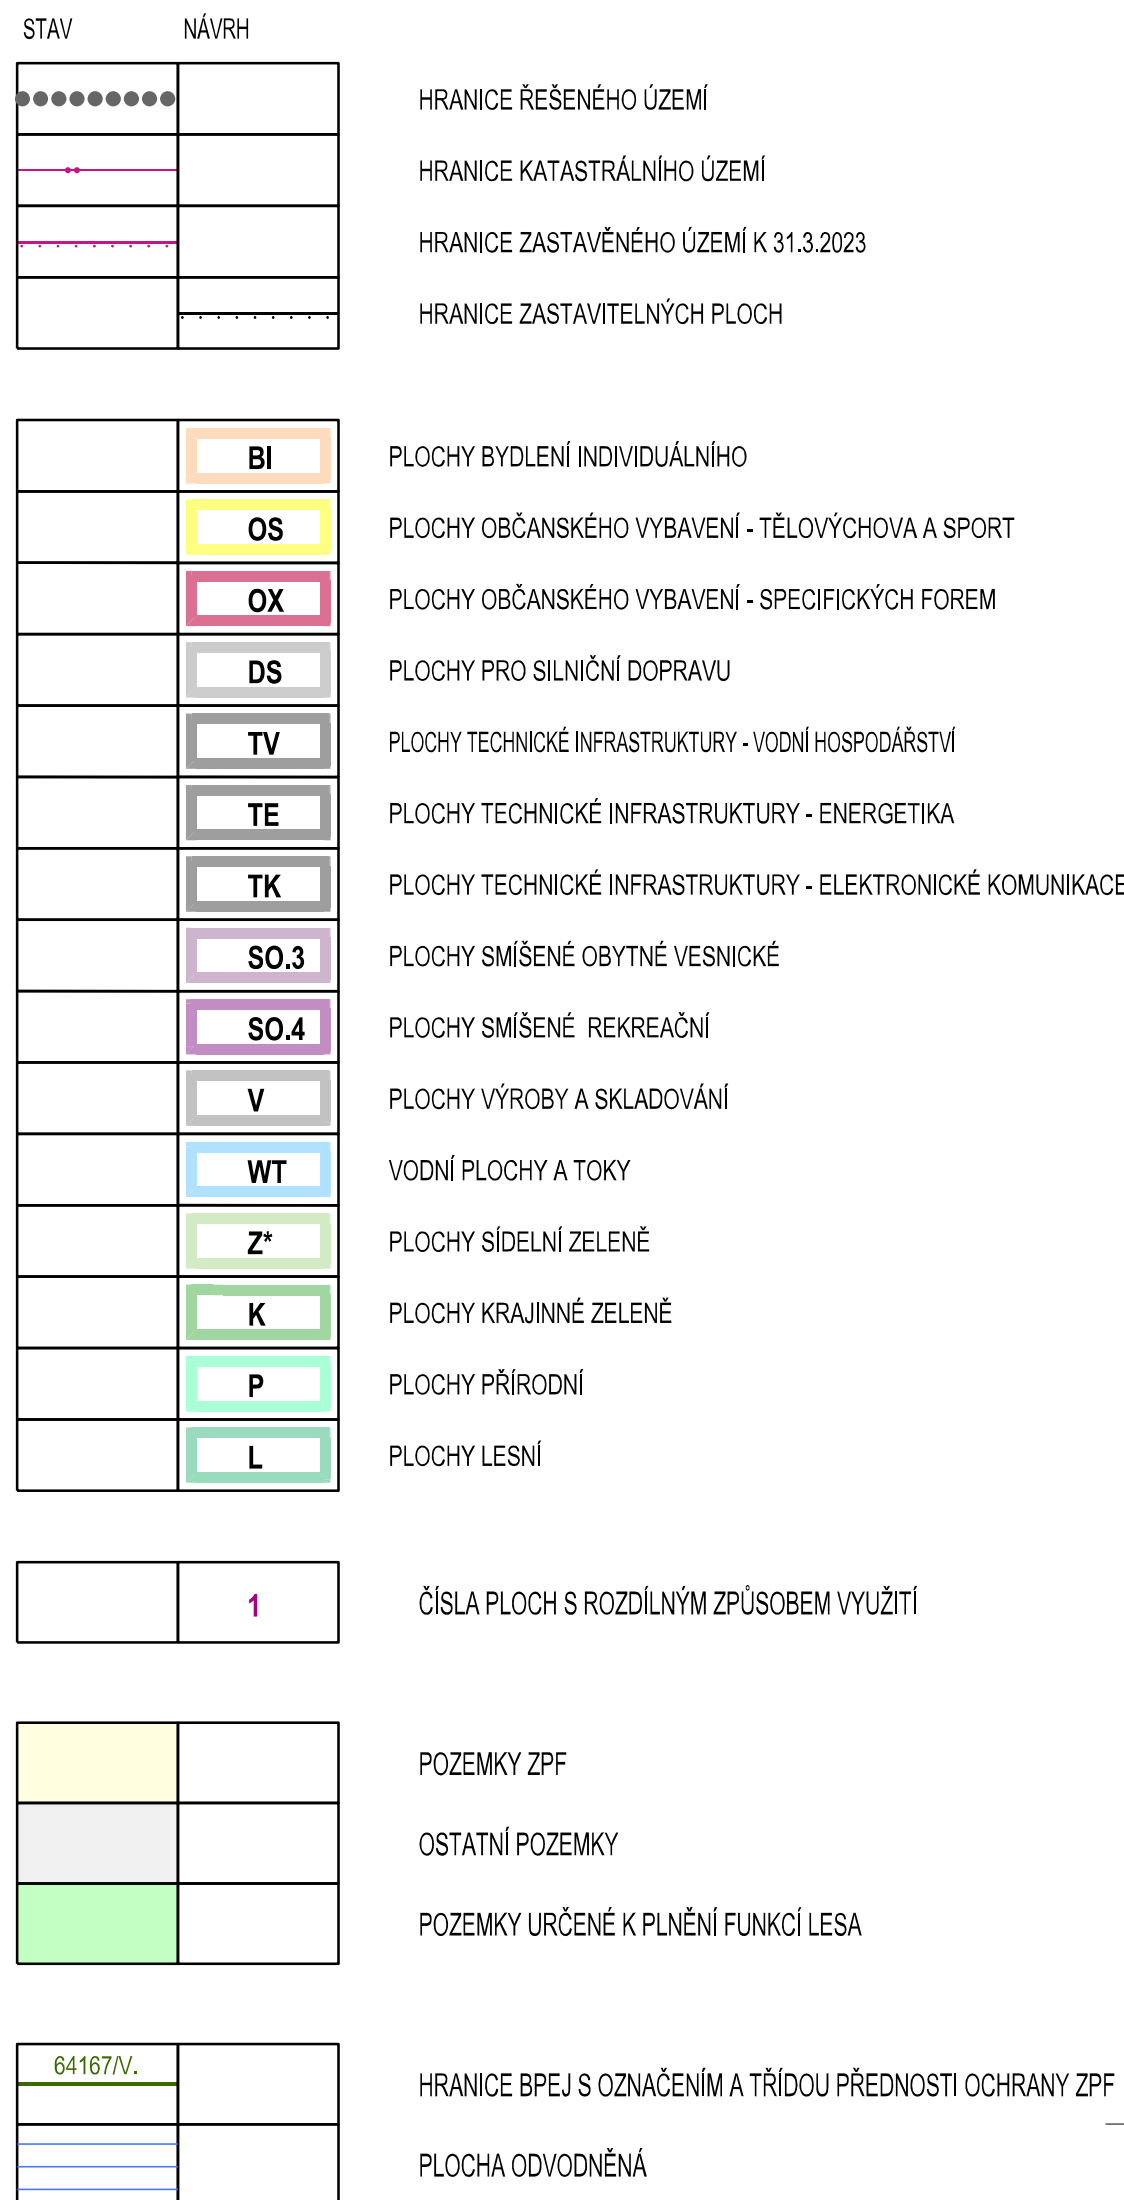 STAV NÁVRH
HRANICE ŘEŠENÉHO ÚZEMÍ
HRANICE KATASTRÁLNÍHO ÚZEMÍ
HRANICE ZASTAVĚNÉHO ÚZEMÍ K 31.3.2023
HRANICE ZASTAVITELNÝCH PLOCH
BI PLOCHY BYDLENÍ INDIVIDUÁLNÍHO
OS PLOCHY OBČANSKÉHO VYBAVENÍ - TĚLOVÝCHOVA A SPORT
OX PLOCHY OBČANSKÉHO VYBAVENÍ - SPECIFICKÝCH FOREM
DS PLOCHY PRO SILNIČNÍ DOPRAVU
TV PLOCHY TECHNICKÉ INFRASTRUKTURY - VODNÍ HOSPODÁŘSTVÍ
TE PLOCHY TECHNICKÉ INFRASTRUKTURY - ENERGETIKA
TK PLOCHY TECHNICKÉ INFRASTRUKTURY - ELEKTRONICKÉ KOMUNIKACE
SO.3 PLOCHY SMÍŠENÉ OBYTNÉ VESNICKÉ
SO.4 PLOCHY SMÍŠENÉ REKREAČNÍ
V PLOCHY VÝROBY A SKLADOVÁNÍ
WT VODNÍ PLOCHY A TOKY
Z* PLOCHY SÍDELNÍ ZELENĚ
K PLOCHY KRAJINNÉ ZELENĚ
P PLOCHY PŘÍRODNÍ
L PLOCHY LESNÍ
1 ČÍSLA PLOCH S ROZDÍLNÝM ZPŮSOBEM VYUŽITÍ
POZEMKY ZPF
OSTATNÍ POZEMKY
POZEMKY URČENÉ K PLNĚNÍ FUNKCÍ LESA
64167/V. HRANICE BPEJ S OZNAČENÍM A TŘÍDOU PŘEDNOSTI OCHRANY ZPF
PLOCHA ODVODNĚNÁ